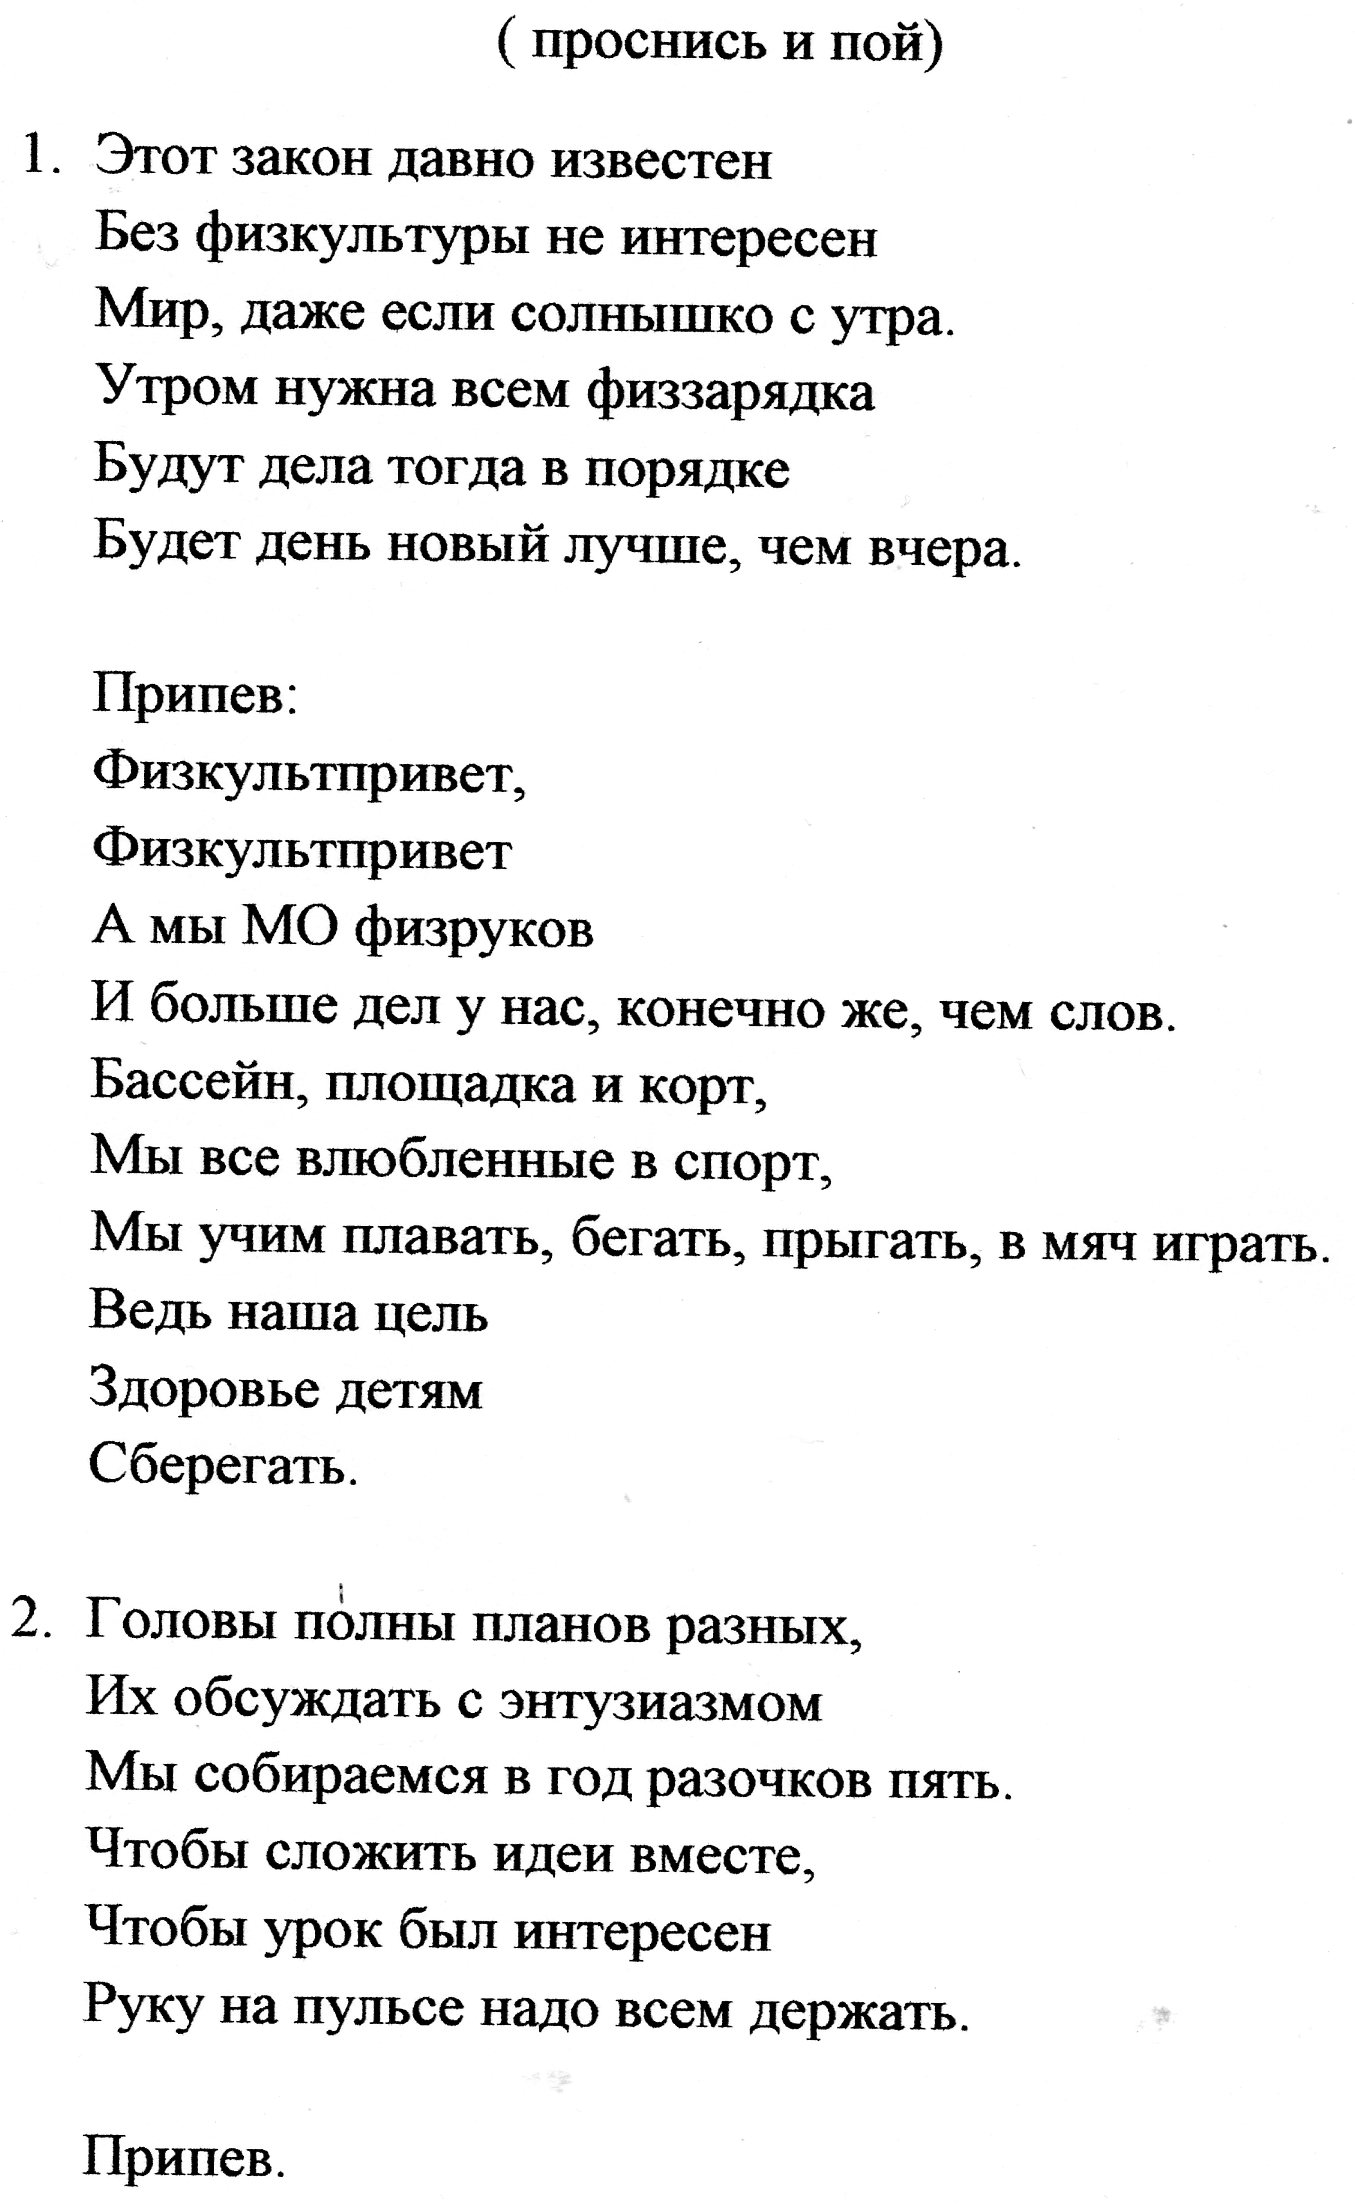 ( проснись и пой)
1. Этот закон давно известен
Без физкультуры не интересен
Мир, даже если солнышко с утра.
Утром нужна всем физзарядка
Будут дела тогда в порядке
Будет день новый лучше, чем вчера.
Припев:
Физкультпривет,
Физкультпривет
А мы МО физруков
И больше дел у нас, конечно же, чем слов.
Бассейн, площадка и корт,
Мы все влюбленные в спорт,
Мы учим плавать, бегать, прыгать, в мяч играть.
Ведь наша цель
Здоровье детям
Сберегать.
2. Головы по́лны планов разных,
Их обсуждать с энтузиазмом
Мы собираемся в год разочков пять.
Чтобы сложить идеи вместе,
Чтобы урок был интересен
Руку на пульсе надо всем держать.
Припев.